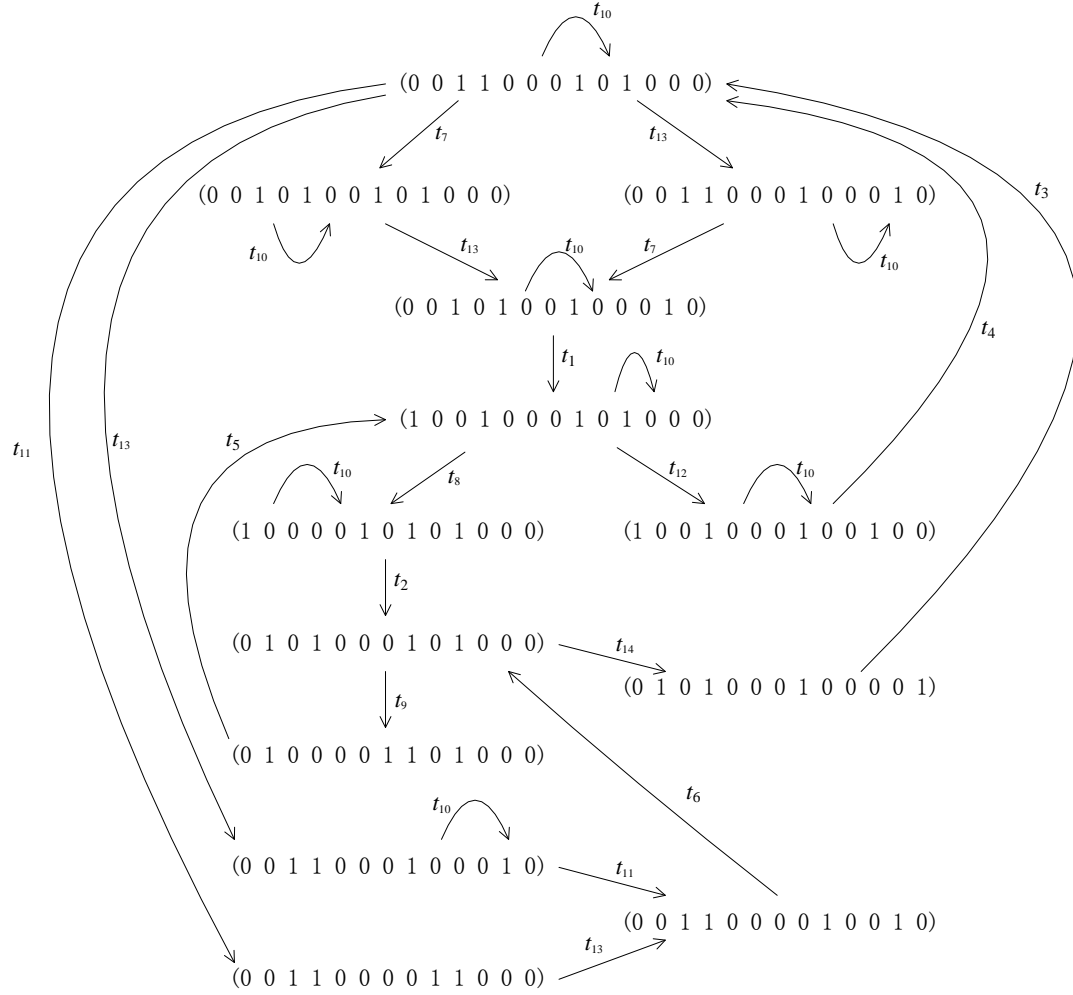 t₁₀
(0 0 1 1 0 0 0 1 0 1 0 0 0)
t₇ t₁₃
(0 0 1 0 1 0 0 1 0 1 0 0 0) (0 0 1 1 0 0 0 1 0 0 0 1 0) t₃
t₁₀ t₁₃ t₁₀ t₇ t₁₀
(0 0 1 0 1 0 0 1 0 0 0 1 0)
t₁ t₁₀ t₄
(1 0 0 1 0 0 0 1 0 1 0 0 0)
t₁₁ t₁₃ t₅
t₁₀ t₈ t₁₂ t₁₀
(1 0 0 0 0 1 0 1 0 1 0 0 0) (1 0 0 1 0 0 0 1 0 0 1 0 0)
t₂
(0 1 0 1 0 0 0 1 0 1 0 0 0) t₁₄
(0 1 0 1 0 0 0 1 0 0 0 0 1)
t₉
(0 1 0 0 0 0 1 1 0 1 0 0 0)
t₁₀ t₆
(0 0 1 1 0 0 0 1 0 0 0 1 0) t₁₁
(0 0 1 1 0 0 0 0 1 0 0 1 0)
t₁₃
(0 0 1 1 0 0 0 0 1 1 0 0 0)